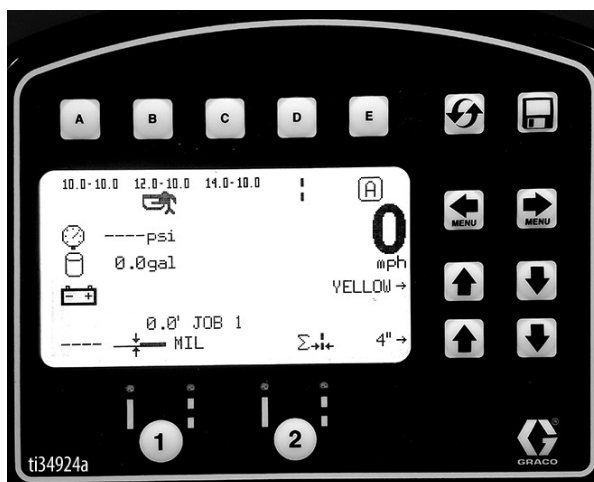 A B C D E
10.0-10.0 12.0-10.0 14.0-10.0
A
0
----psi
0.0gal
mph
MENU MENU
YELLOW →
- +
0.0' JOB 1
---- MIL
Σ 4" →
1 2
GRACO
ti34924a